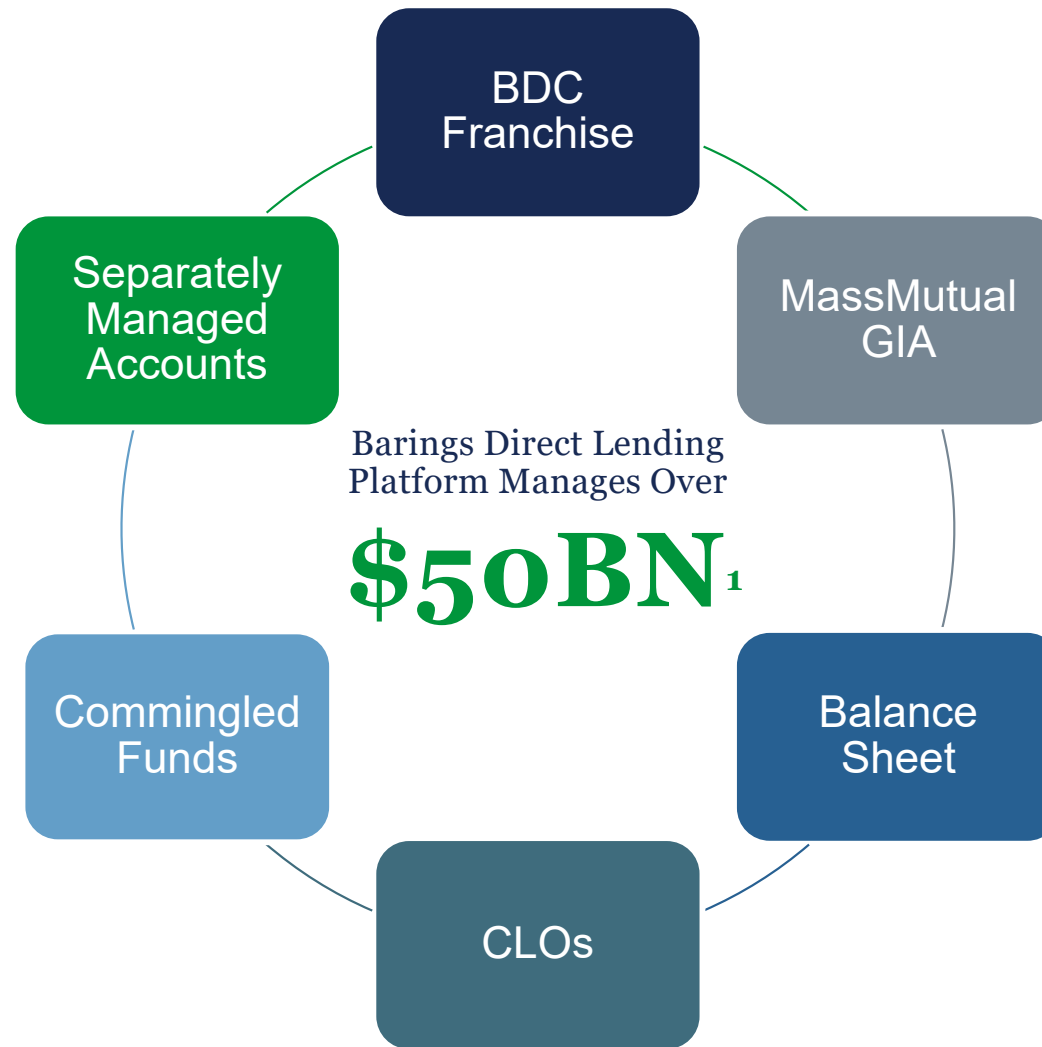 BDC
Franchise
Separately
Managed
Accounts
MassMutual
GIA
Barings Direct Lending
Platform Manages Over
$50BN1
Commingled
Funds
Balance
Sheet
CLOs